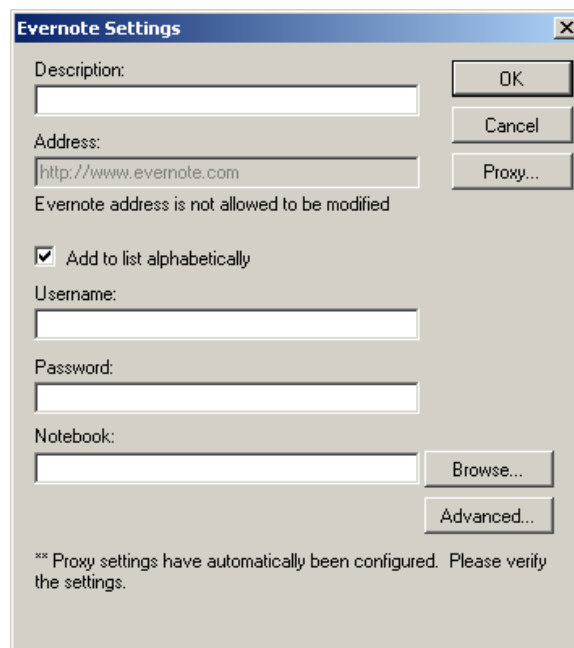 Evernote Settings
Description:
OK
Cancel
Address:
http://www.evernote.com
Proxy...
Evernote address is not allowed to be modified
Add to list alphabetically
Username:
Password:
Notebook:
Browse...
Advanced...
** Proxy settings have automatically been configured. Please verify
the settings.